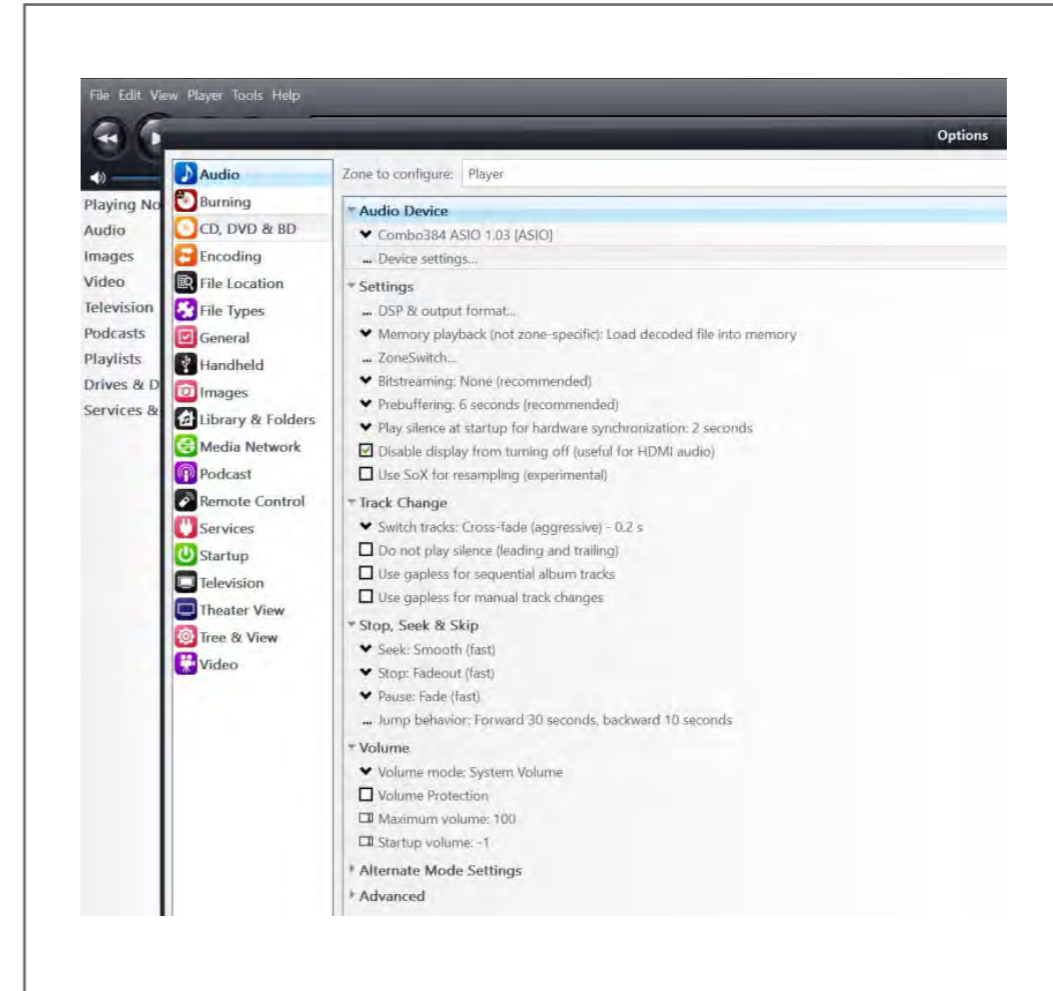 File Edit View Player Tools Help
Options
Playing No
Audio
Images
Video
Television
Podcasts
Playlists
Drives & D
Services &
Audio
Burning
CD, DVD & BD
Encoding
File Location
File Types
General
Handheld
Images
Library & Folders
Media Network
Podcast
Remote Control
Services
Startup
Television
Theater View
Tree & View
Video
Zone to configure: Player
Audio Device
Combo384 ASIO 1.03 [ASIO]
... Device settings...
Settings
... DSP & output format...
Memory playback (not zone-specific): Load decoded file into memory
... ZoneSwitch...
Bitstreaming: None (recommended)
Prebuffering: 6 seconds (recommended)
Play silence at startup for hardware synchronization: 2 seconds
Disable display from turning off (useful for HDMI audio)
Use SoX for resampling (experimental)
Track Change
Switch tracks: Cross-fade (aggressive) - 0.2 s
Do not play silence (leading and trailing)
Use gapless for sequential album tracks
Use gapless for manual track changes
Stop, Seek & Skip
Seek: Smooth (fast)
Stop: Fadeout (fast)
Pause: Fade (fast)
... Jump behavior: Forward 30 seconds, backward 10 seconds
Volume
Volume mode: System Volume
Volume Protection
Maximum volume: 100
Startup volume: -1
Alternate Mode Settings
Advanced